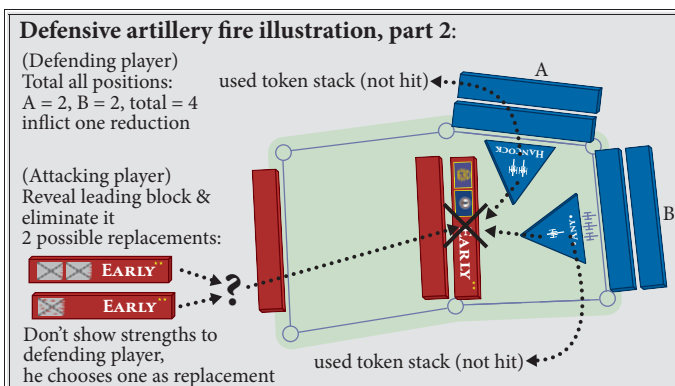 Defensive artillery fire illustration, part 2:
(Defending player)
Total all positions:
A = 2, B = 2, total = 4
inflict one reduction
used token stack (not hit)
A
HANCOCK
(Attacking player)
Reveal leading block &
eliminate it
2 possible replacements:
B
•ANY•
EARLY
EARLY
?
EARLY
Don't show strengths to
defending player,
he chooses one as replacement
used token stack (not hit)